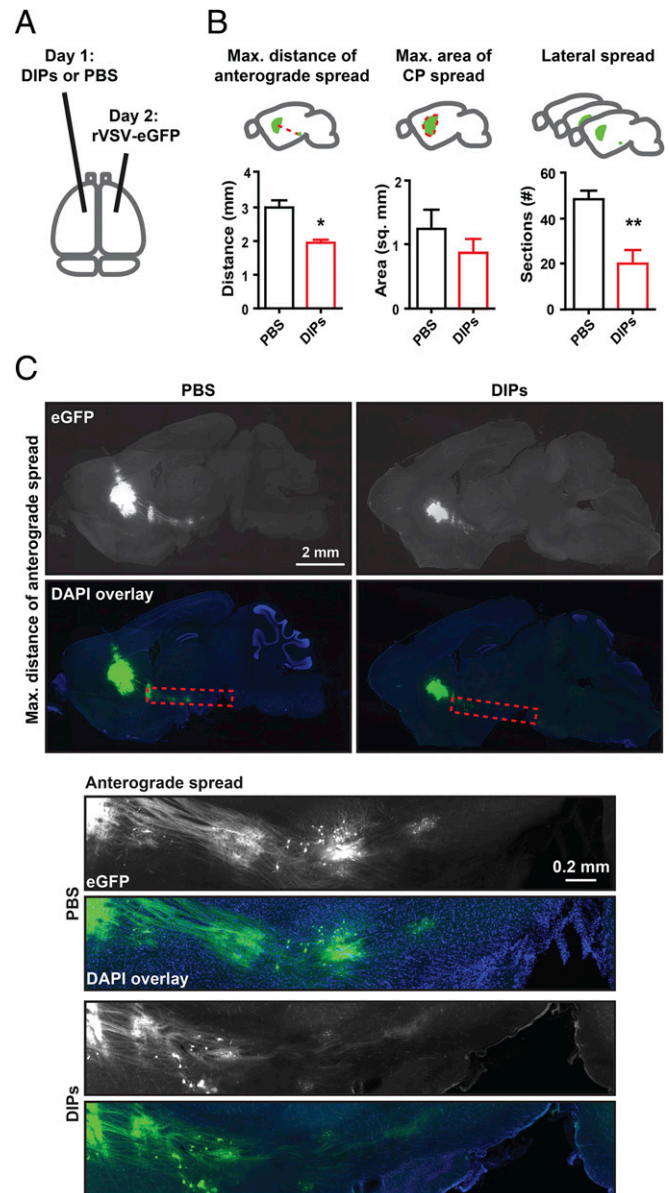 A
Day 1:
DIPs or PBS
Day 2:
rVSV-eGFP
B
Max. distance of
anterograde spread
Distance (mm)
4
3
2
1
0
*
PBS
DIPs
Max. area of
CP spread
Area (sq. mm)
2
1
0
PBS
DIPs
Lateral spread
Sections (#)
60
40
20
0
**
PBS
DIPs
C
PBS
DIPs
Max. distance of anterograde spread
eGFP
2 mm
DAPI overlay
Anterograde spread
PBS
eGFP
0.2 mm
DAPI overlay
DIPs